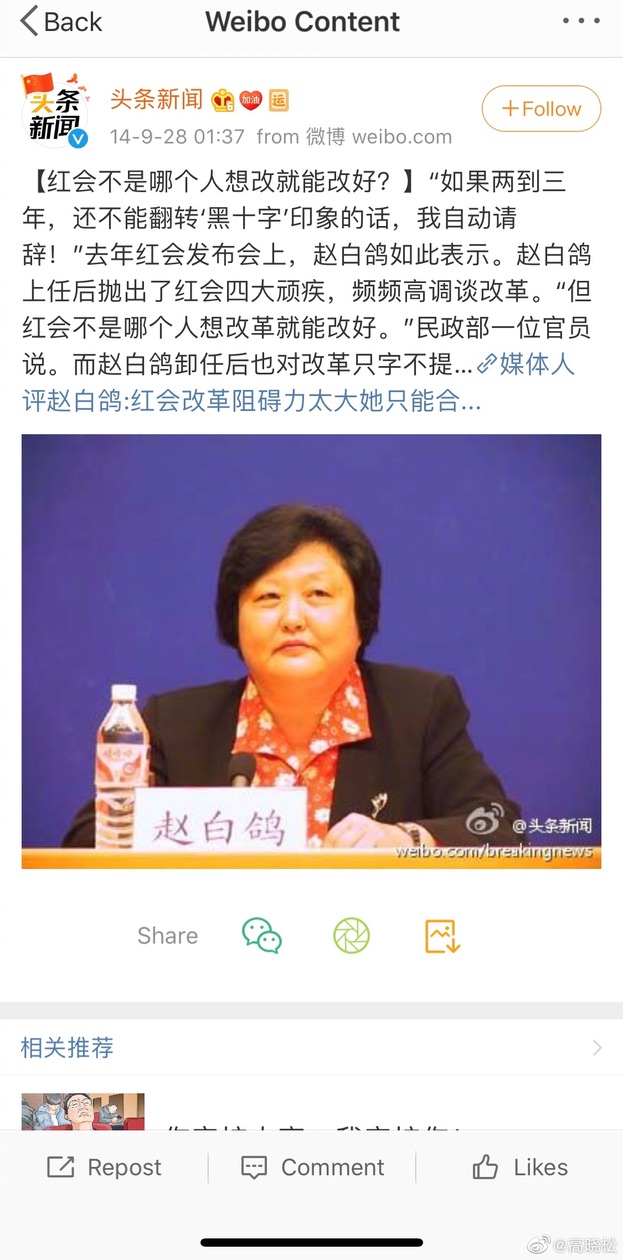 Back
Weibo Content
头条新闻
头条新闻
加油
运
+Follow
14-9-28 01:37 from 微博 weibo.com
【红会不是哪个人想改就能改好？】“如果两到三
年，还不能翻转‘黑十字’印象的话，我自动请
辞！”去年红会发布会上，赵白鸽如此表示。赵白鸽
上任后抛出了红会四大顽疾，频频高调谈改革。“但
红会不是哪个人想改革就能改好。”民政部一位官员
说。而赵白鸽卸任后也对改革只字不提...媒体人
评赵白鸽:红会改革阻碍力太大她只能合...
赵白鸽
@头条新闻
weibo.com/breakingnews
Share
相关推荐
Repost
Comment
Likes
@高晓松